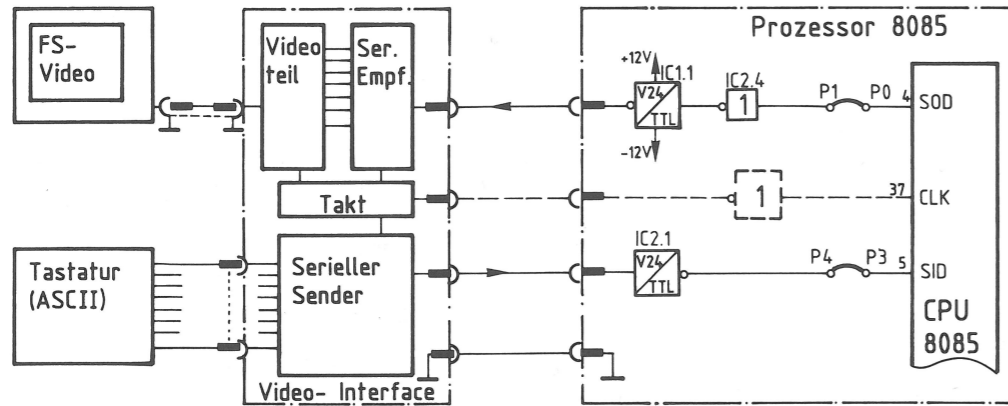 FS-
Video
Video
teil
Ser.
Empf.
Takt
Tastatur
(ASCII)
Serieller
Sender
Video- Interface
Prozessor 8085
+12V
IC1.1
V24
TTL
-12V
IC2.4
1
P1
P0
4
SOD
1
37
CLK
IC2.1
V24
TTL
P4
P3
5
SID
CPU
8085